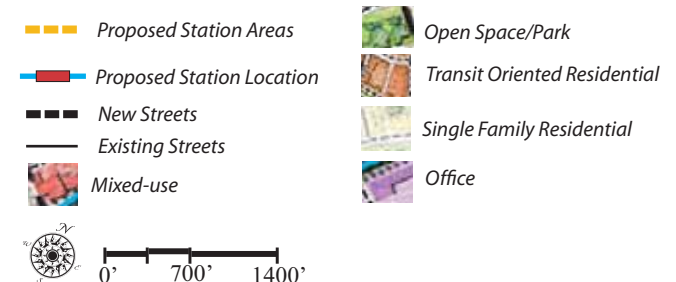 Proposed Station Areas
Proposed Station Location
New Streets
Existing Streets
Mixed-use
Open Space/Park
Transit Oriented Residential
Single Family Residential
Office
N
0’ 700’ 1400’